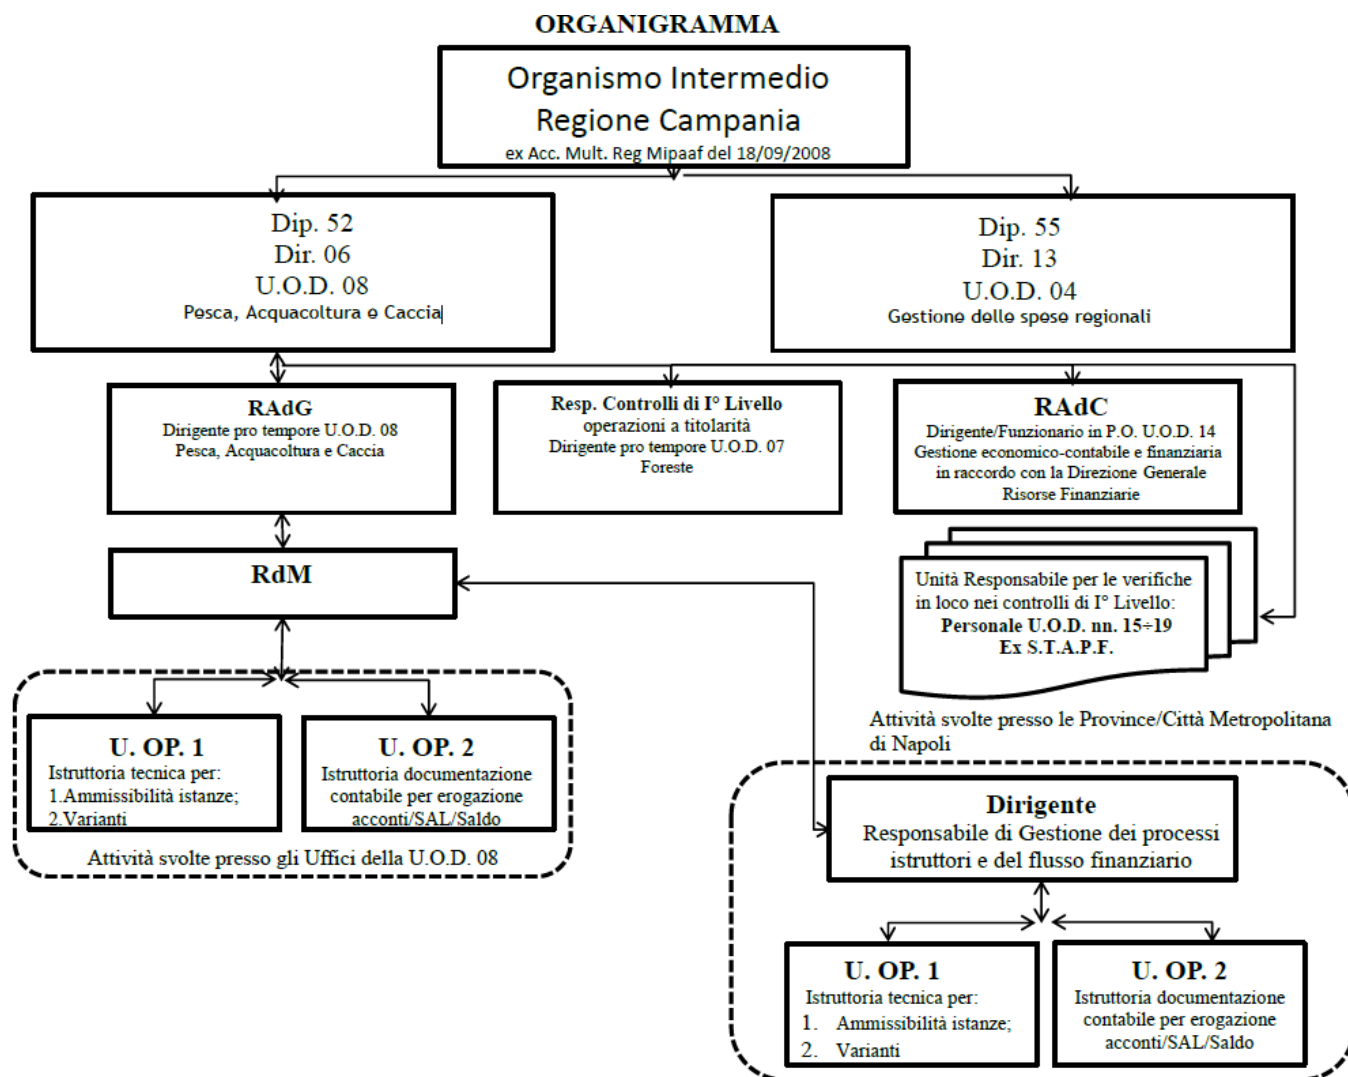 ORGANIGRAMMA
Organismo Intermedio
Regione Campania
ex Acc. Mult. Reg Mipaaf del 18/09/2008
Dip. 52
Dir. 06
U.O.D. 08
Pesca, Acquacoltura e Caccia
Dip. 55
Dir. 13
U.O.D. 04
Gestione delle spese regionali
RAdG
Dirigente pro tempore U.O.D. 08
Pesca, Acquacoltura e Caccia
Resp. Controlli di I° Livello
operazioni a titolarità
Dirigente pro tempore U.O.D. 07
Foreste
RAdC
Dirigente/Funzionario in P.O. U.O.D. 14
Gestione economico-contabile e finanziaria
in raccordo con la Direzione Generale
Risorse Finanziarie
RdM
Unità Responsabile per le verifiche
in loco nei controlli di I° Livello:
Personale U.O.D. nn. 15÷19
Ex S.T.A.P.F.
Attività svolte presso le Province/Città Metropolitana
di Napoli
U. OP. 1
Istruttoria tecnica per:
1.Ammissibilità istanze;
2.Varianti
U. OP. 2
Istruttoria documentazione
contabile per erogazione
acconti/SAL/Saldo
Attività svolte presso gli Uffici della U.O.D. 08
Dirigente
Responsabile di Gestione dei processi
istruttori e del flusso finanziario
U. OP. 1
Istruttoria tecnica per:
1. Ammissibilità istanze;
2. Varianti
U. OP. 2
Istruttoria documentazione
contabile per erogazione
acconti/SAL/Saldo